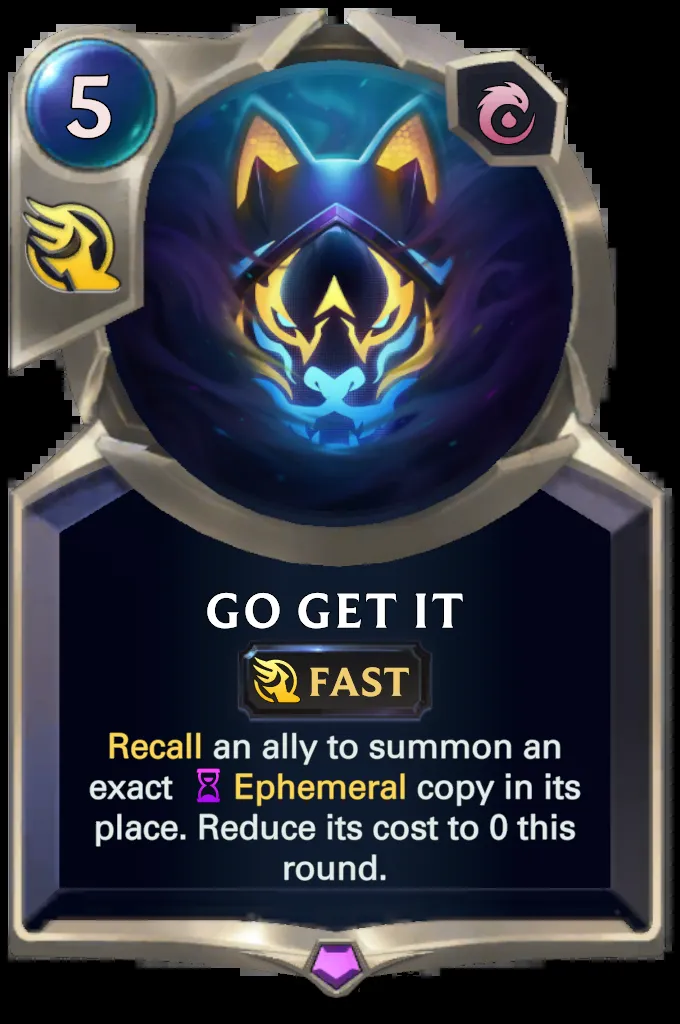 5
GO GET IT
FAST
Recall an ally to summon an
exact Ephemeral copy in its
place. Reduce its cost to 0 this
round.